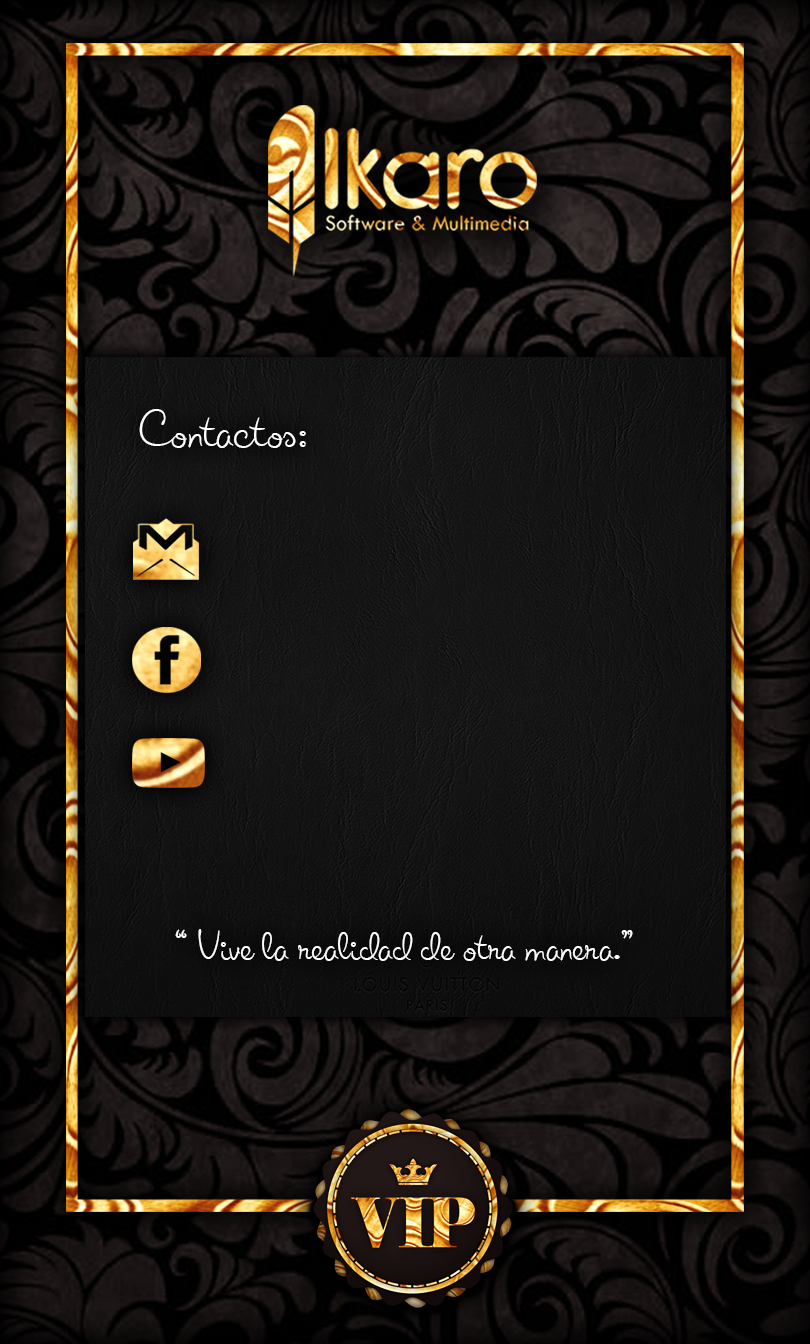 Ikaro
Software & Multimedia
Contactos:
“ Vive la realidad de otra manera.”
LOUIS VUITTON
PARIS
VIP